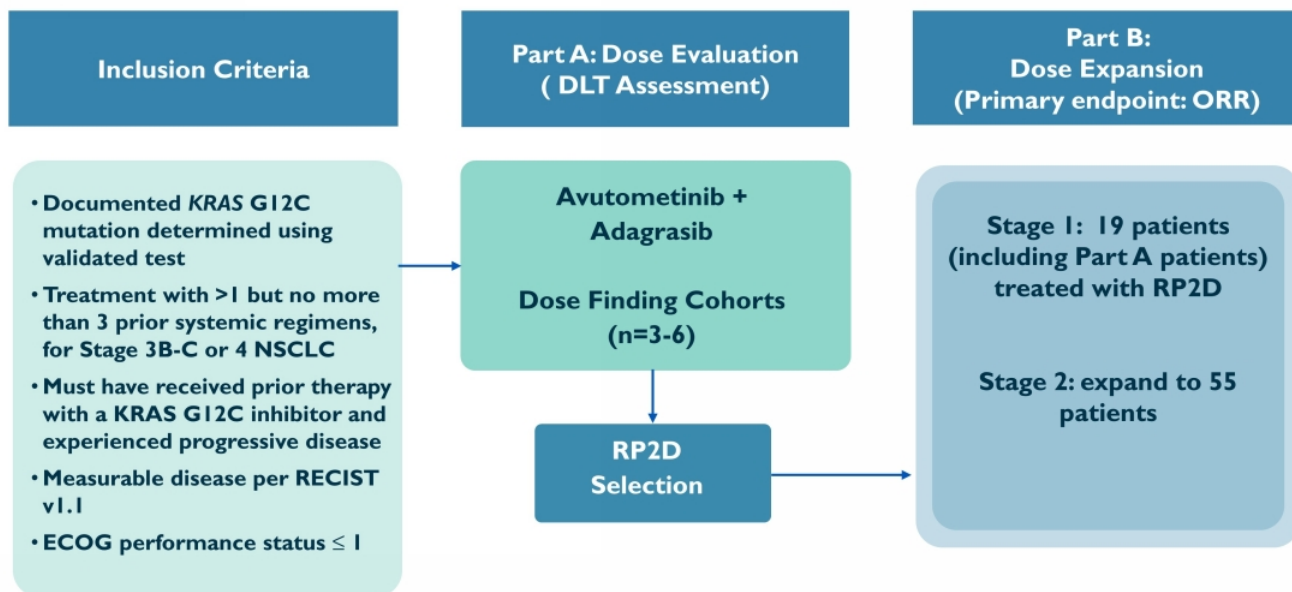 Inclusion Criteria
Part A: Dose Evaluation
( DLT Assessment)
Part B:
Dose Expansion
(Primary endpoint: ORR)
• Documented KRAS G12C
mutation determined using
validated test
• Treatment with >1 but no more
than 3 prior systemic regimens,
for Stage 3B-C or 4 NSCLC
• Must have received prior therapy
with a KRAS G12C inhibitor and
experienced progressive disease
• Measurable disease per RECIST
v1.1
• ECOG performance status ≤ 1
Avutometinib +
Adagrasib
Dose Finding Cohorts
(n=3-6)
RP2D
Selection
Stage 1: 19 patients
(including Part A patients)
treated with RP2D
Stage 2: expand to 55
patients